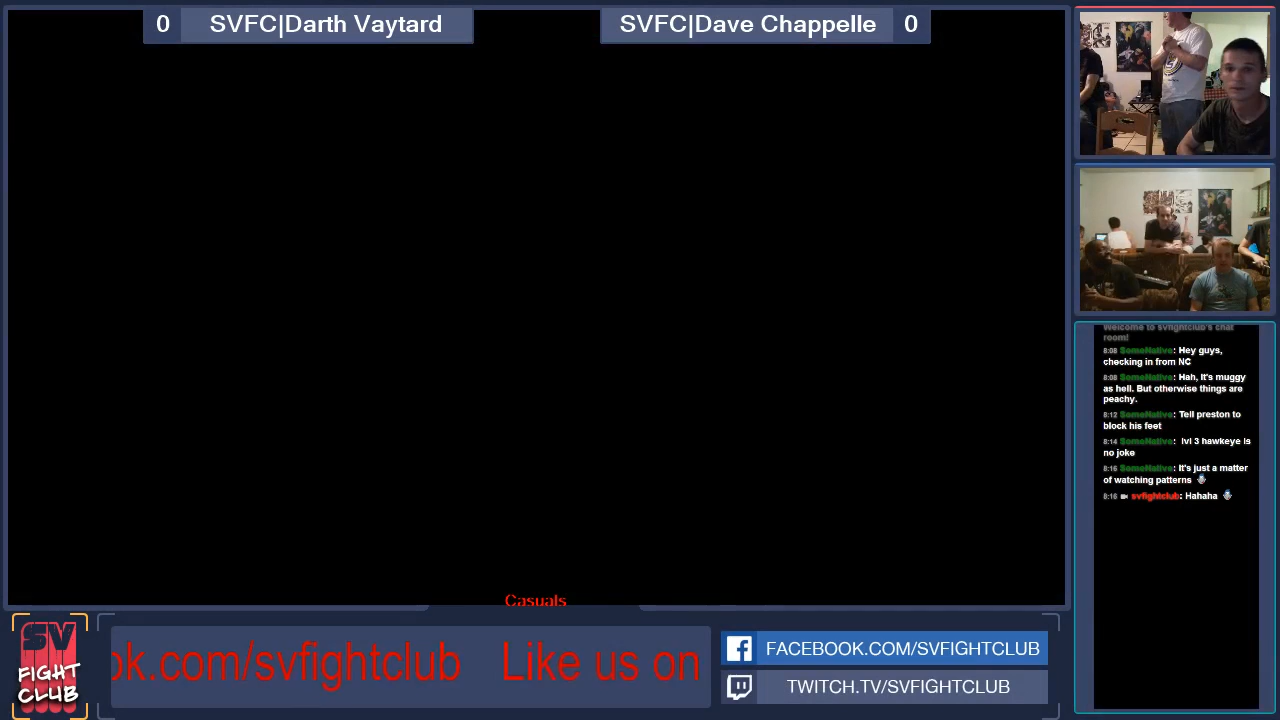 0 SVFC|Darth Vaytard
SVFC|Dave Chappelle 0
Welcome to svfightclub's chat
room!
8:08 SomeNative: Hey guys,
checking in from NC
8:08 SomeNative: Hah, It's muggy
as hell. But otherwise things are
peachy.
8:12 SomeNative: Tell preston to
block his feet
8:14 SomeNative: lvl 3 hawkeye is
no joke
8:16 SomeNative: It's just a matter
of watching patterns
8:16 svfightclub: Hahaha
Casuals
SV
FIGHT
CLUB
ok.com/svfightclub Like us on
FACEBOOK.COM/SVFIGHTCLUB
TWITCH.TV/SVFIGHTCLUB